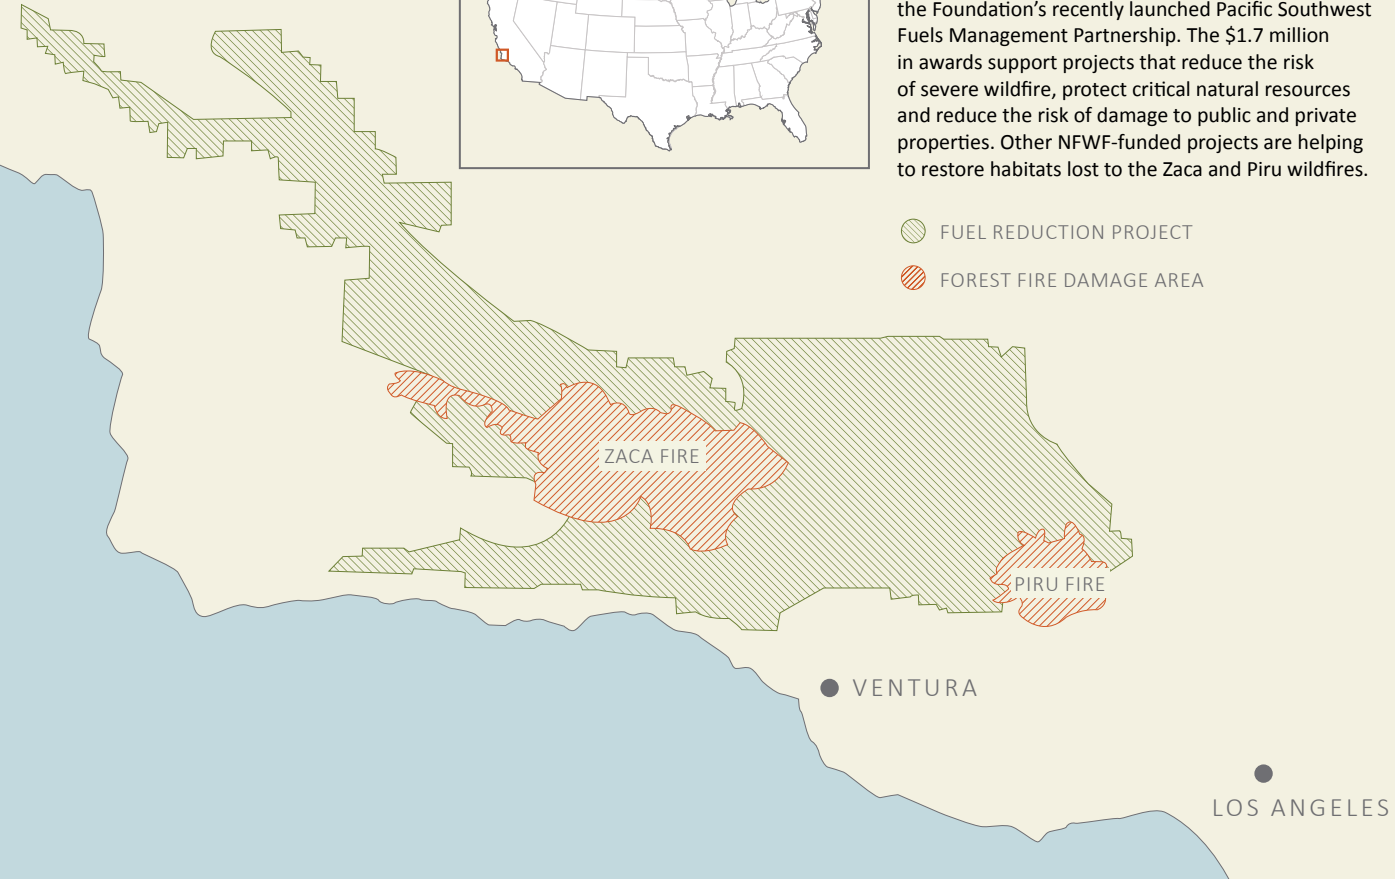 the Foundation’s recently launched Pacific Southwest
Fuels Management Partnership. The $1.7 million
in awards support projects that reduce the risk
of severe wildfire, protect critical natural resources
and reduce the risk of damage to public and private
properties. Other NFWF-funded projects are helping
to restore habitats lost to the Zaca and Piru wildfires.
FUEL REDUCTION PROJECT
FOREST FIRE DAMAGE AREA
ZACA FIRE
PIRU FIRE
VENTURA
LOS ANGELES